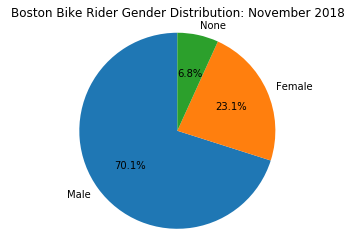 Boston Bike Rider Gender Distribution: November 2018
None
6.8%
Female
23.1%
70.1%
Male